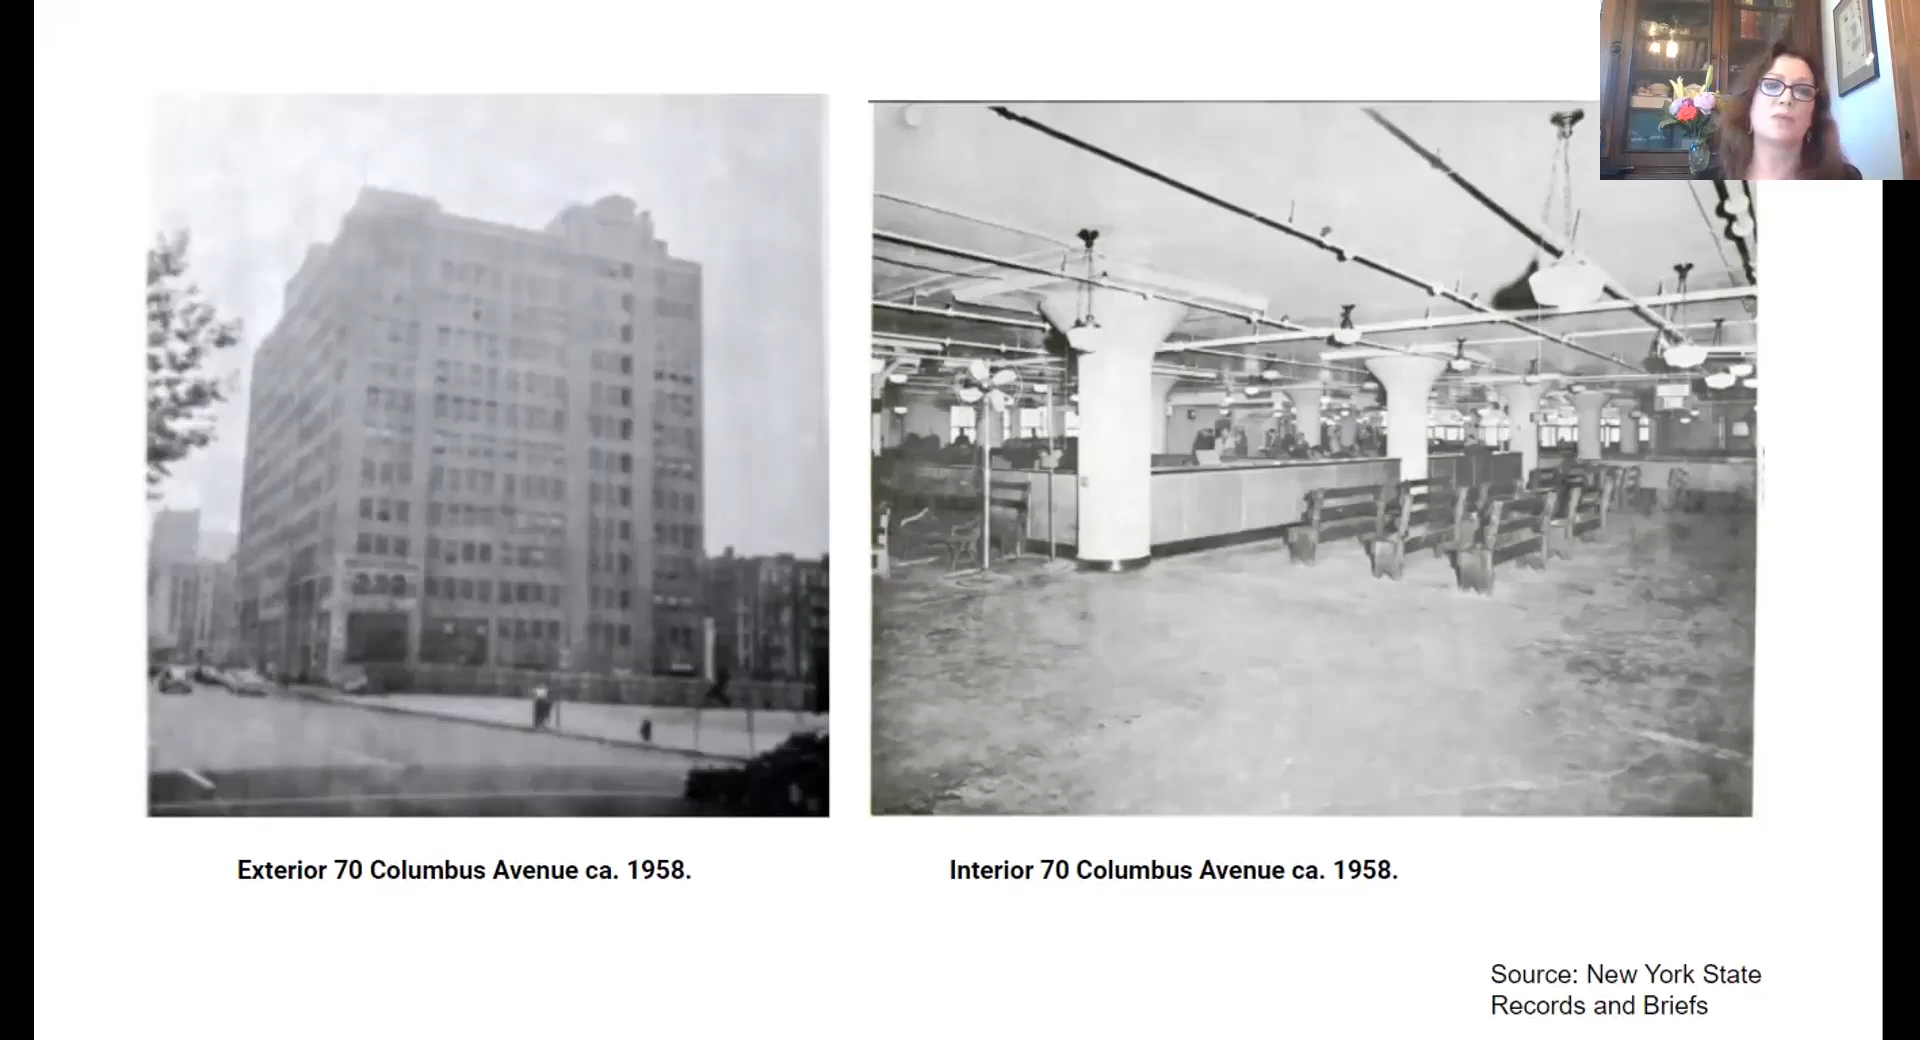 Exterior 70 Columbus Avenue ca. 1958.
Interior 70 Columbus Avenue ca. 1958.
Source: New York State
Records and Briefs